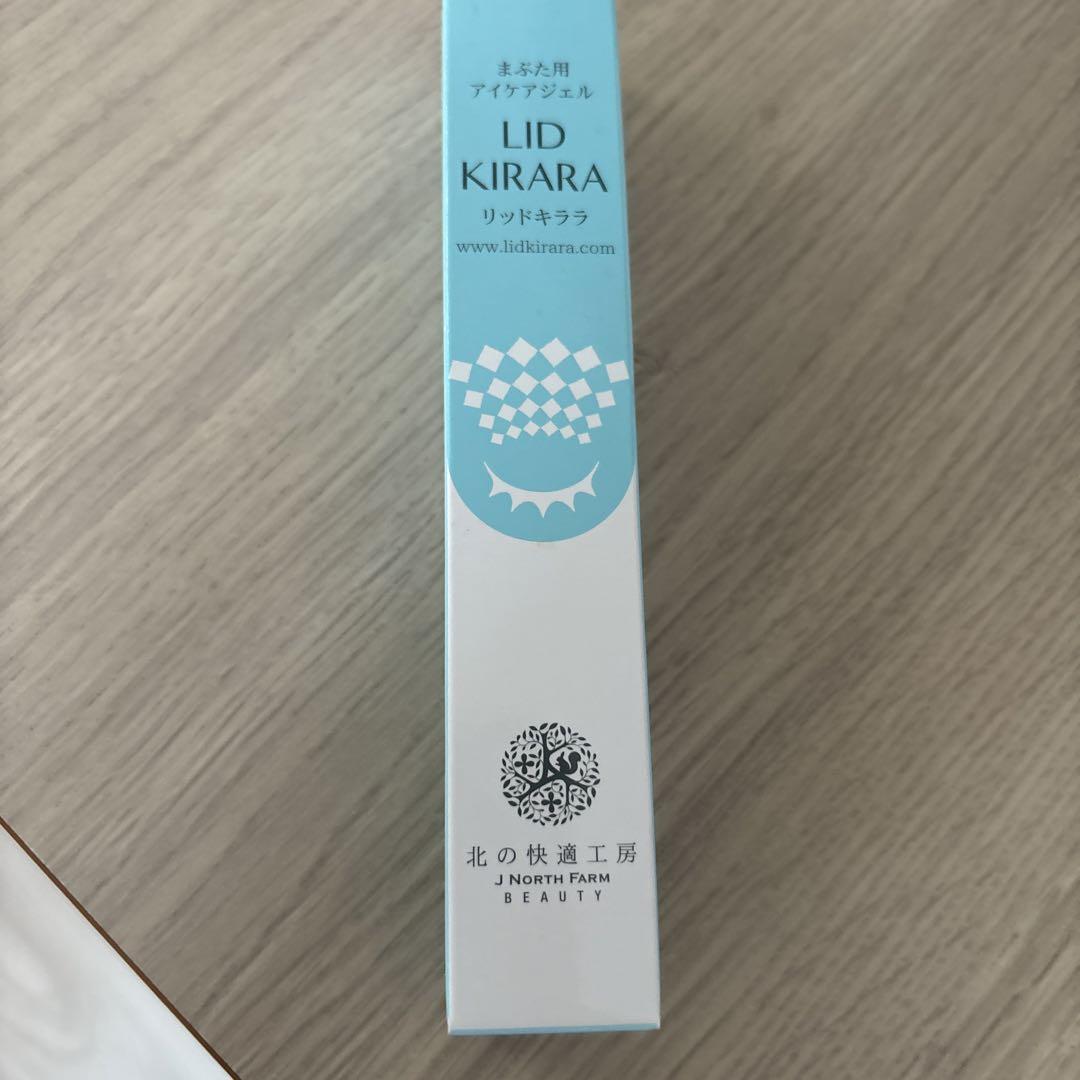 まぶた用
アイケアジェル
LID
KIRARA
リッドキララ
www.lidkirara.com
北の快適工房
J NORTH FARM
BEAUTY